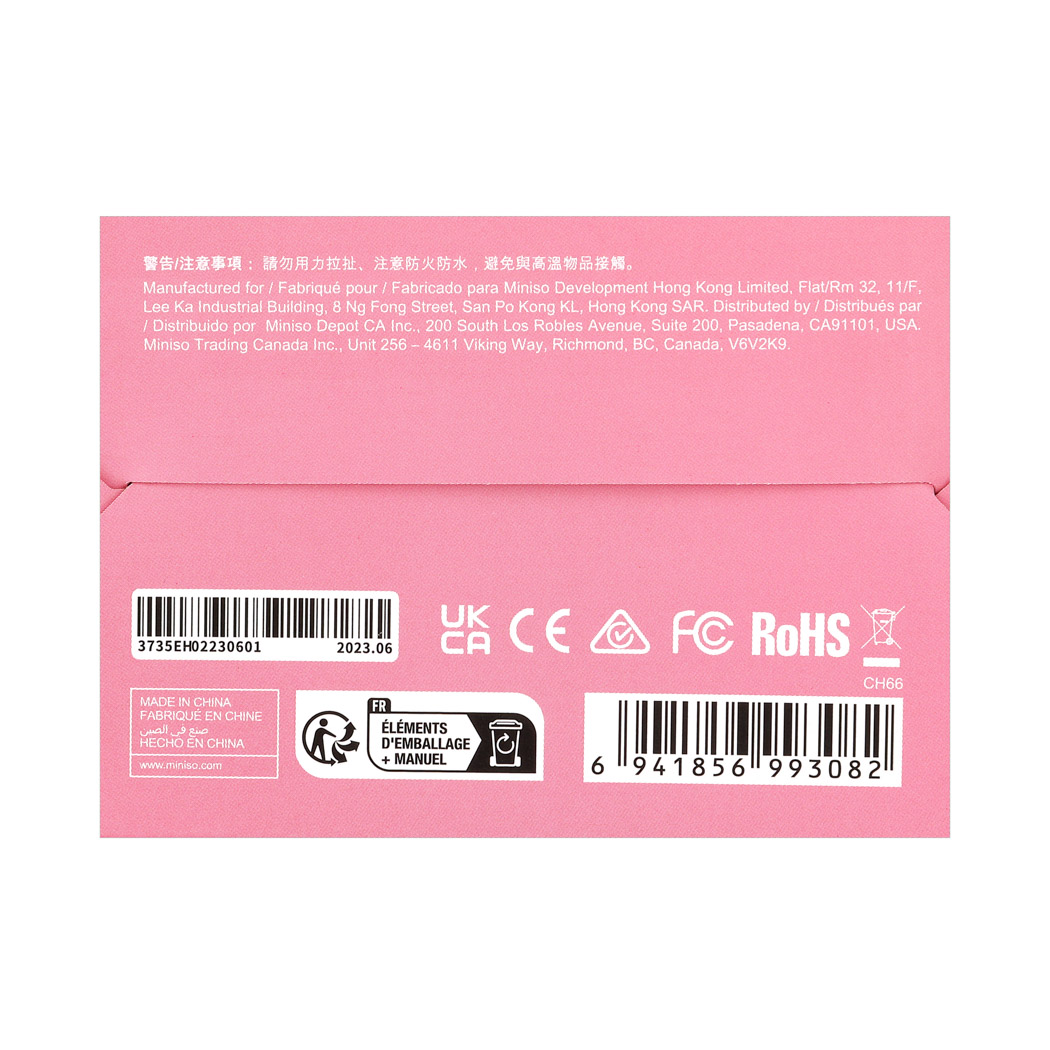 警告/注意事項： 請勿用力拉扯、注意防火防水，避免與高溫物品接觸。
Manufactured for / Fabriqué pour / Fabricado para Miniso Development Hong Kong Limited, Flat/Rm 32, 11/F,
Lee Ka Industrial Building, 8 Ng Fong Street, San Po Kong KL, Hong Kong SAR. Distributed by / Distribués par
/ Distribuido por Miniso Depot CA Inc., 200 South Los Robles Avenue, Suite 200, Pasadena, CA91101, USA.
Miniso Trading Canada Inc., Unit 256 – 4611 Viking Way, Richmond, BC, Canada, V6V2K9.
3735EH02230601 2023.06
UK
CA
CE
FC
RoHS
CH66
MADE IN CHINA
FABRIQUÉ EN CHINE
صنع في الصين
HECHO EN CHINA
www.miniso.com
FR
ÉLÉMENTS
D'EMBALLAGE
+ MANUEL
6 941856 993082